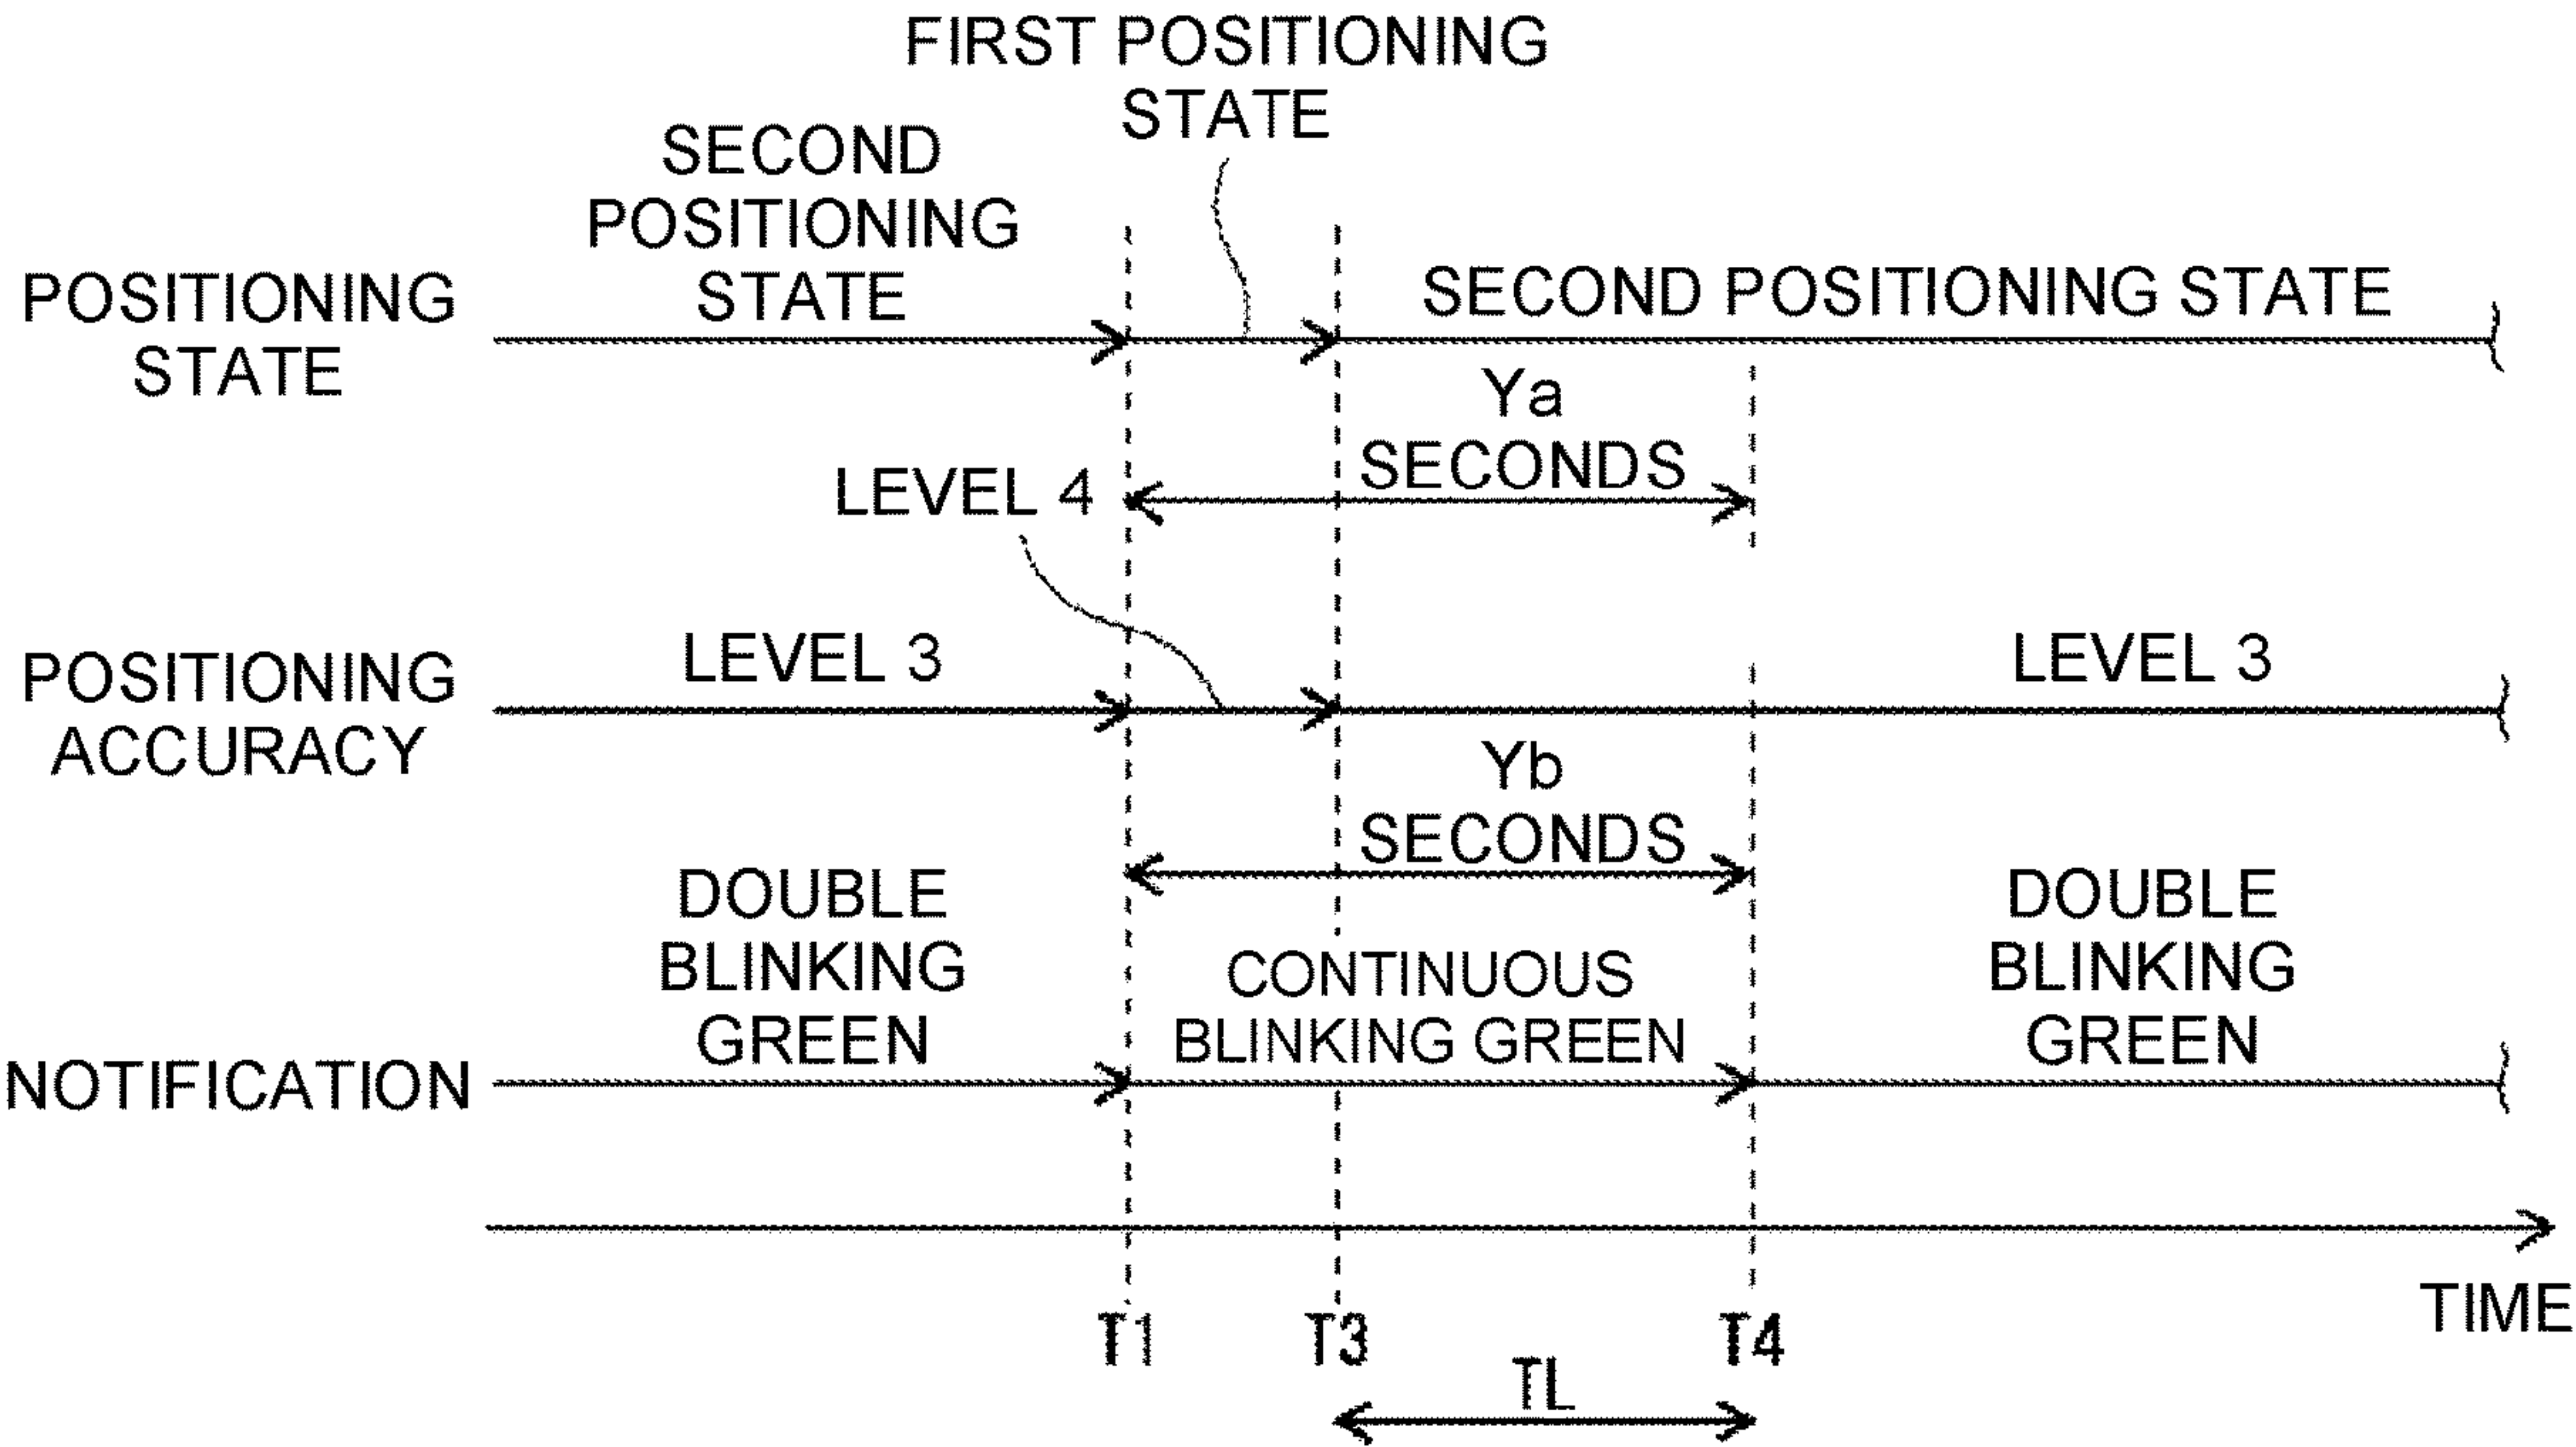 FIRST POSITIONING
STATE
SECOND
POSITIONING
STATE
POSITIONING
STATE
SECOND POSITIONING STATE
Ya
SECONDS
LEVEL 4
POSITIONING
ACCURACY
LEVEL 3
LEVEL 3
Yb
SECONDS
NOTIFICATION
DOUBLE
BLINKING
GREEN
CONTINUOUS
BLINKING GREEN
DOUBLE
BLINKING
GREEN
TIME
T1
T3
T4
TL